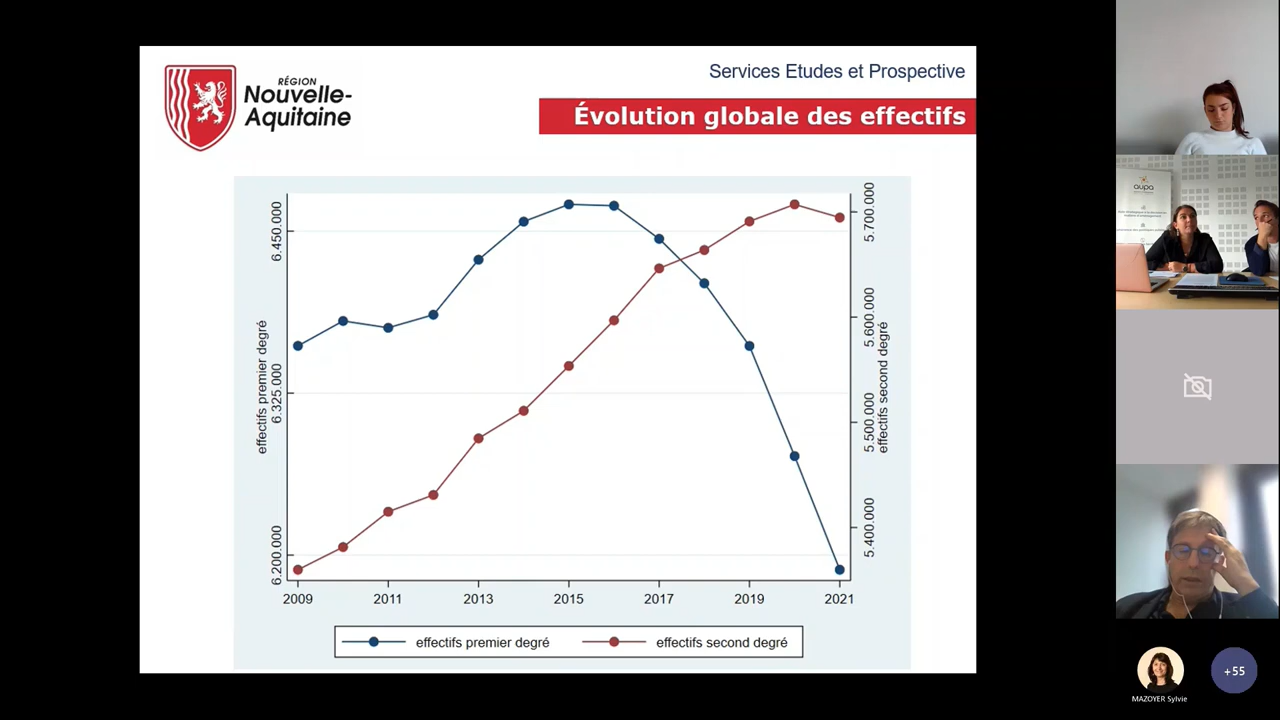 RÉGION
Nouvelle-
Aquitaine
Services Etudes et Prospective
Évolution globale des effectifs
effectifs premier degré
6.450.000
6.325.000
6.200.000
5.700.000
5.600.000
5.500.000
5.400.000
effectifs second degré
2009
2011
2013
2015
2017
2019
2021
effectifs premier degré
effectifs second degré
aupa
MAZOYER Sylvie
+55